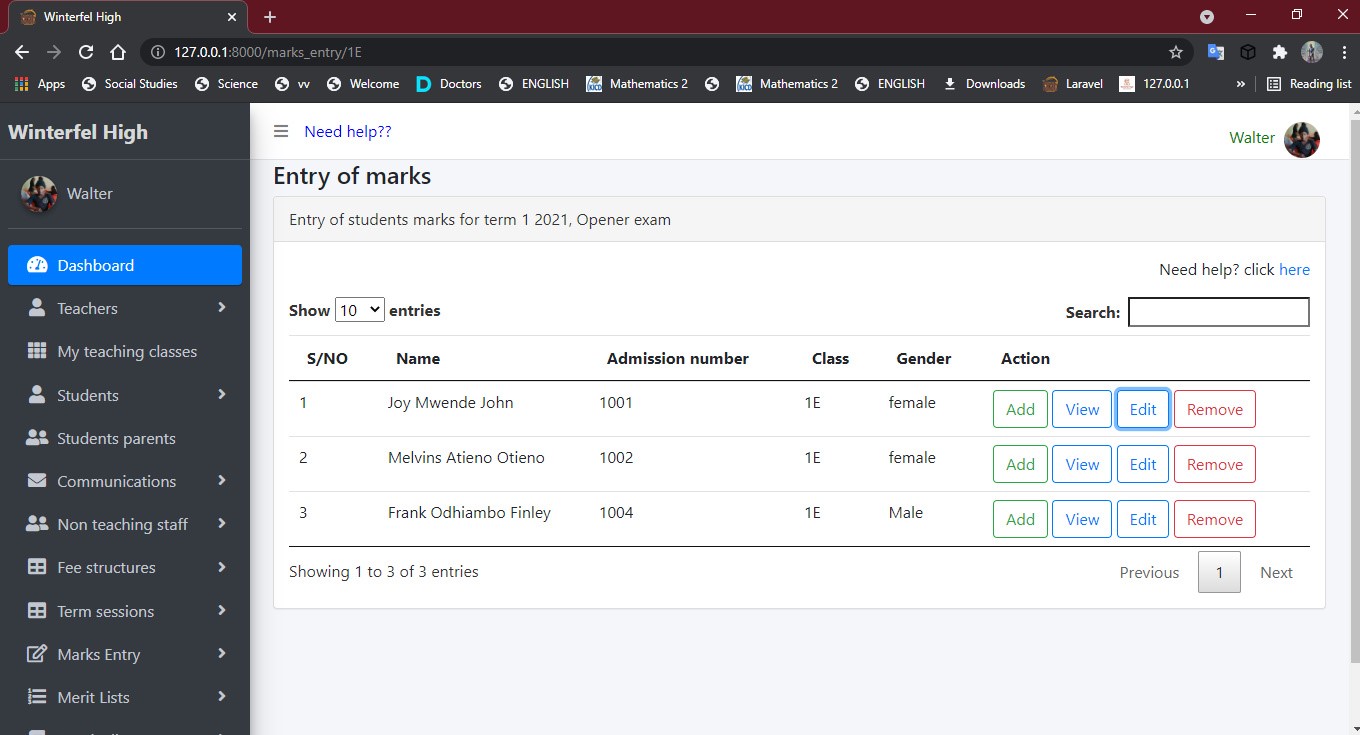 Winterfel High
127.0.0.1:8000/marks_entry/1E
Apps Social Studies Science vv Welcome Doctors ENGLISH Mathematics 2 Mathematics 2 ENGLISH Downloads Laravel 127.0.0.1 » Reading list
Winterfel High
Need help??
Walter
Walter
Dashboard
Teachers
My teaching classes
Students
Students parents
Communications
Non teaching staff
Fee structures
Term sessions
Marks Entry
Merit Lists
Entry of marks
Entry of students marks for term 1 2021, Opener exam
Need help? click here
Show 10 entries
Search:
S/NO Name Admission number Class Gender Action
1 Joy Mwende John 1001 1E female Add View Edit Remove
2 Melvins Atieno Otieno 1002 1E female Add View Edit Remove
3 Frank Odhiambo Finley 1004 1E Male Add View Edit Remove
Showing 1 to 3 of 3 entries
Previous 1 Next